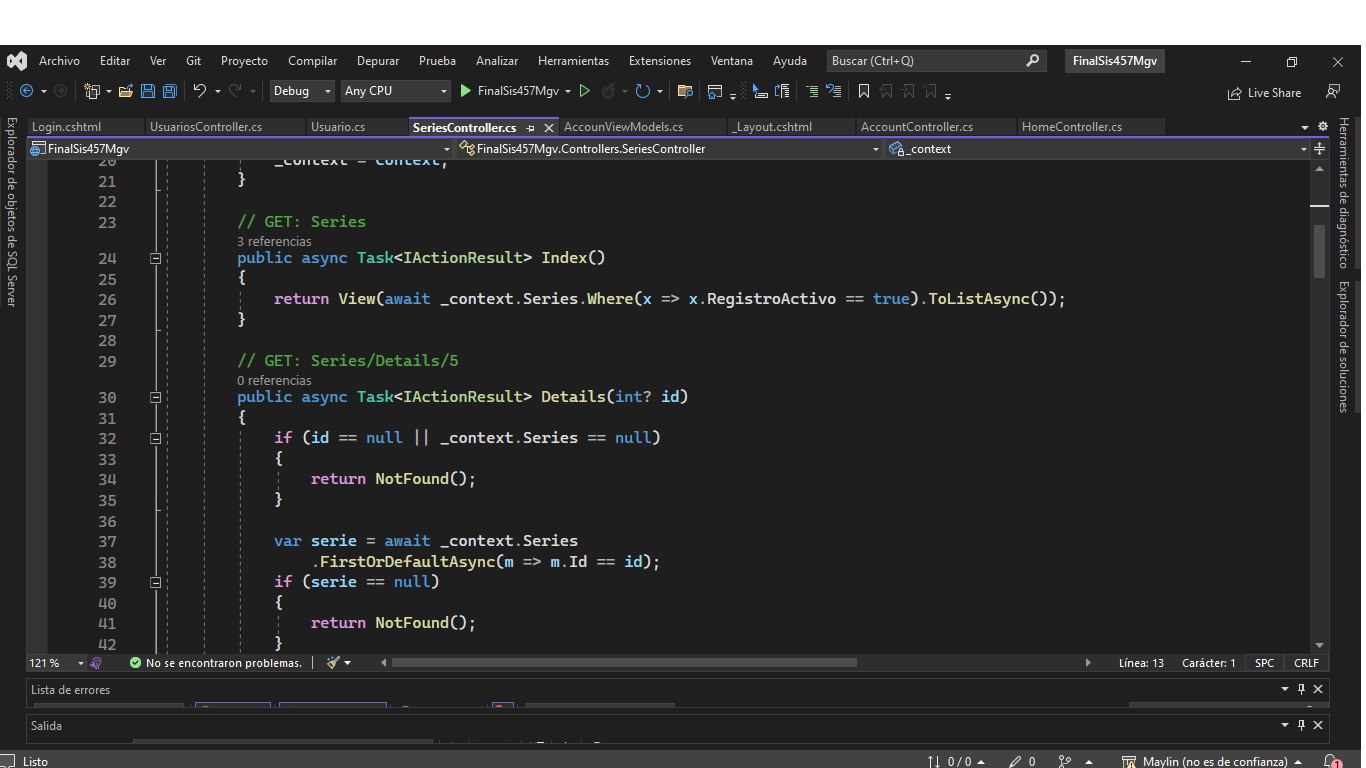 Archivo Editar Ver Git Proyecto Compilar Depurar Prueba Analizar Herramientas Extensiones Ventana Ayuda Buscar (Ctrl+Q) FinalSis457Mgv
Debug Any CPU FinalSis457Mgv Live Share
Explorador de objetos de SQL Server
Login.cshtml UsuariosController.cs Usuario.cs SeriesController.cs AccounViewModels.cs _Layout.cshtml AccountController.cs HomeController.cs
FinalSis457Mgv FinalSis457Mgv.Controllers.SeriesController _context
20 _context = context;
21 }
22
23 // GET: Series
3 referencias
24 public async Task<IActionResult> Index()
25 {
26 return View(await _context.Series.Where(x => x.RegistroActivo == true).ToListAsync());
27 }
28
29 // GET: Series/Details/5
0 referencias
30 public async Task<IActionResult> Details(int? id)
31 {
32 if (id == null || _context.Series == null)
33 {
34 return NotFound();
35 }
36
37 var serie = await _context.Series
38 .FirstOrDefaultAsync(m => m.Id == id);
39 if (serie == null)
40 {
41 return NotFound();
42 }
Herramientas de diagnóstico
Explorador de soluciones
121 % No se encontraron problemas. Línea: 13 Carácter: 1 SPC CRLF
Lista de errores
Salida
Listo 0 / 0 0 Maylin (no es de confianza) 1